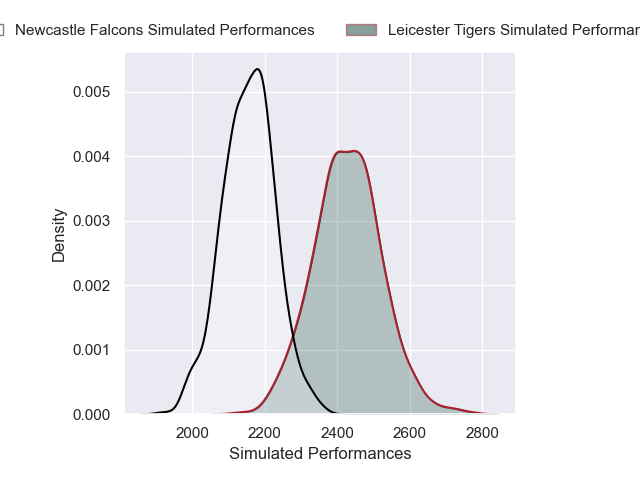 Newcastle Falcons Simulated Performances
Leicester Tigers Simulated
0.005
0.004
0.003
0.002
0.001
0.000
Density
2000 2200 2400 2600 2800
Simulated Performances